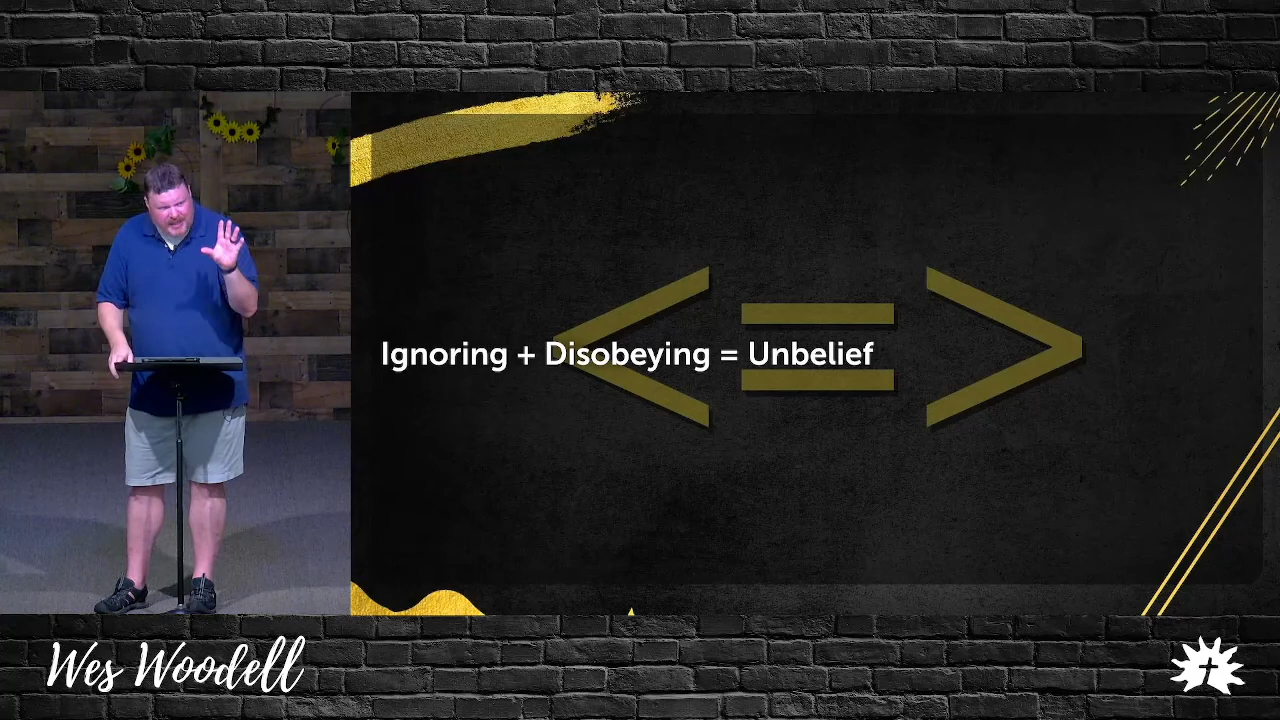 Ignoring + Disobeying = Unbelief
< = >
Wes Woodell